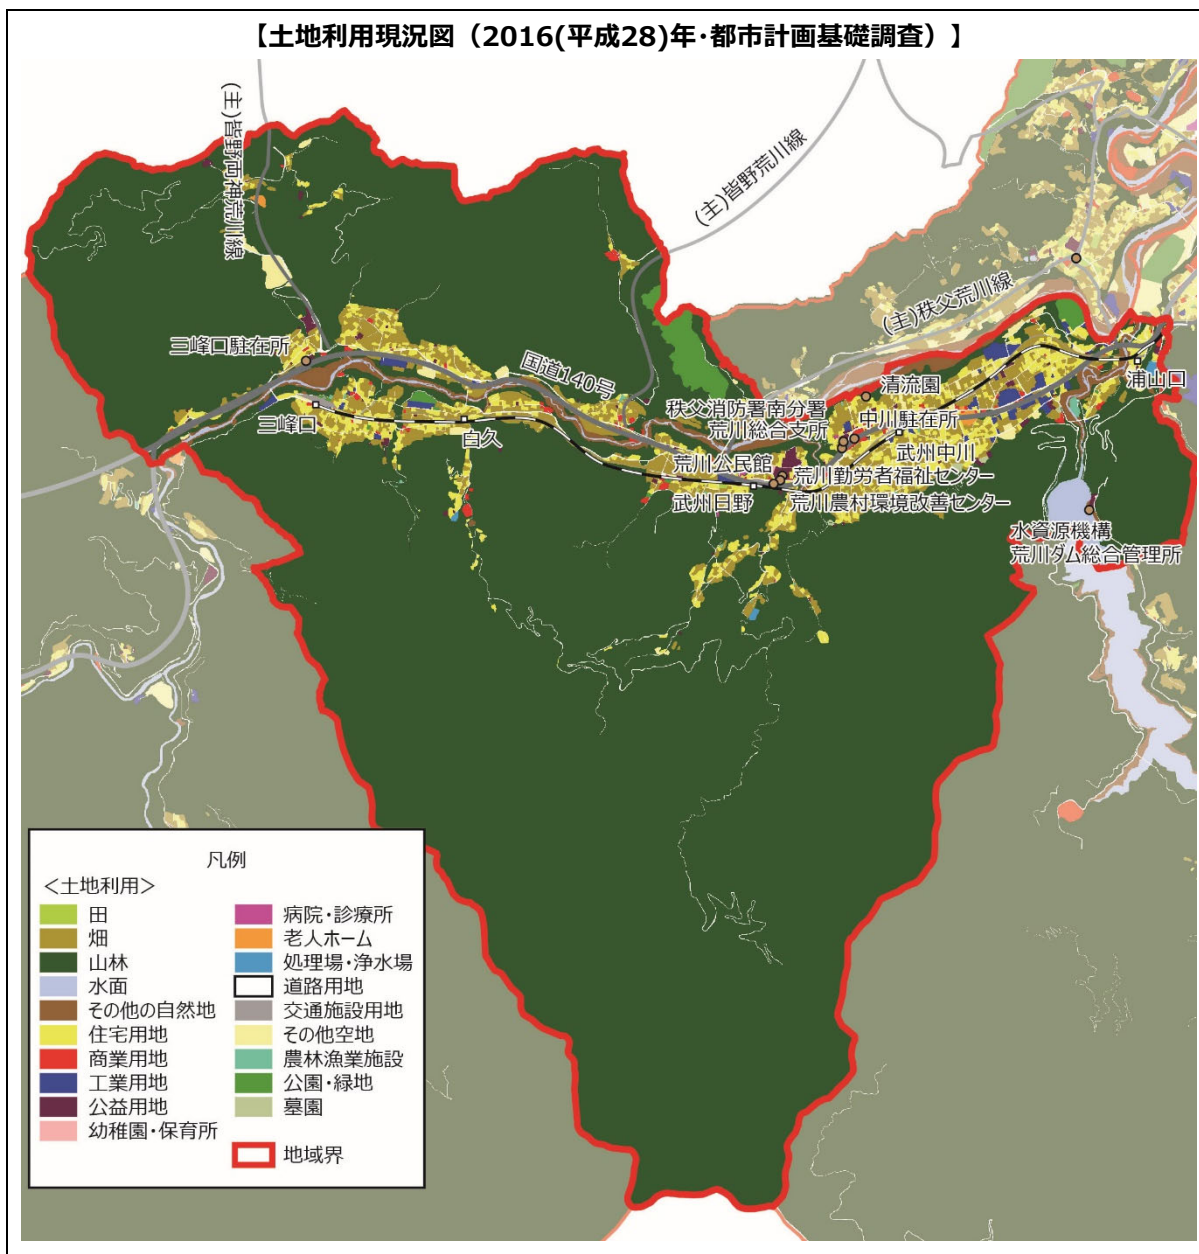 【土地利用現況図（2016(平成28)年・都市計画基礎調査）】
(主)皆野両神荒川線
(主)皆野荒川線
(主)秩父荒川線
三峰口駐在所
国道140号
清流園
浦山口
秩父消防署南分署
荒川総合支所
中川駐在所
三峰口
白久
武州中川
荒川公民館
荒川勤労者福祉センター
武州日野
荒川農村環境改善センター
水資源機構
荒川ダム総合管理所
凡例
＜土地利用＞
田
畑
山林
水面
その他の自然地
住宅用地
商業用地
工業用地
公益用地
幼稚園・保育所
病院・診療所
老人ホーム
処理場・浄水場
道路用地
交通施設用地
その他空地
農林漁業施設
公園・緑地
墓園
地域界